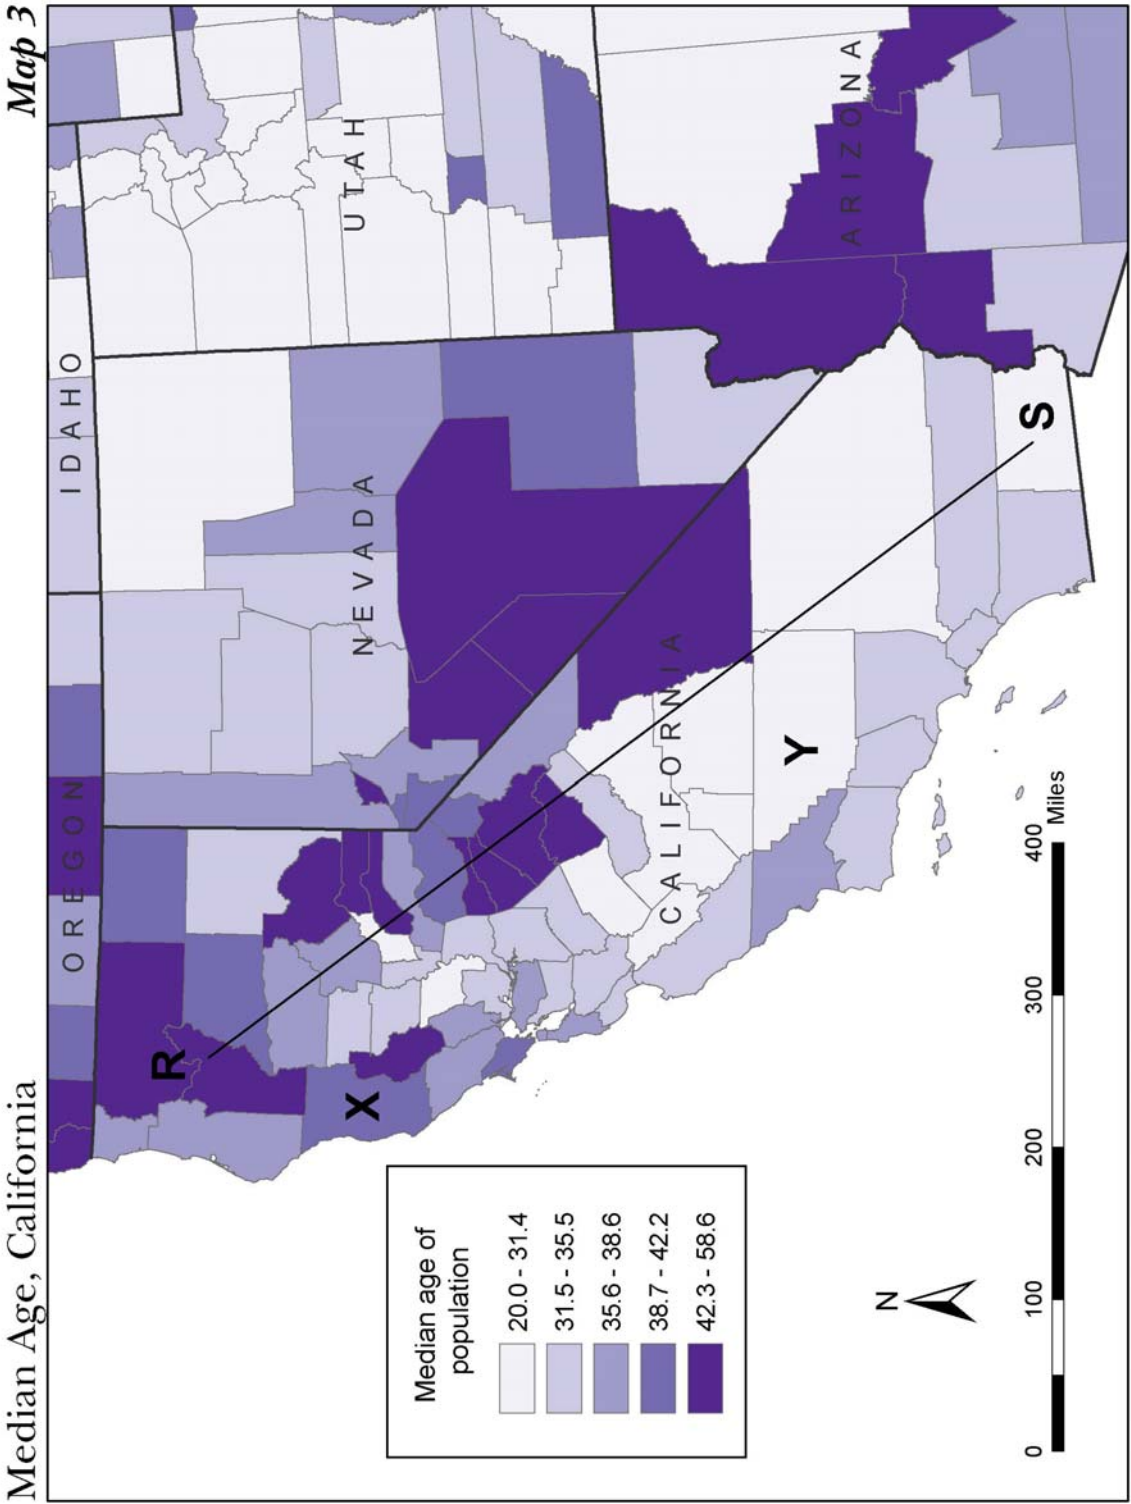 Median Age, California
Map 3
OREGON
IDAHO
NEVADA
UTAH
CALIFORNIA
ARIZONA
R
X
Y
S
Median age of
population
20.0 - 31.4
31.5 - 35.5
35.6 - 38.6
38.7 - 42.2
42.3 - 58.6
N
0 100 200 300 400
Miles